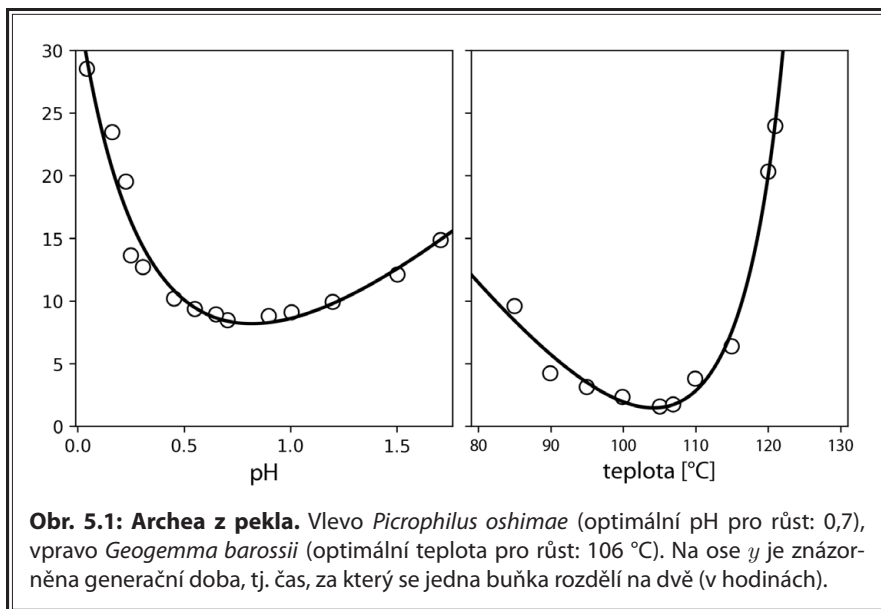 30
25
20
15
10
5
0
0.0 0.5 1.0 1.5
pH
80 90 100 110 120 130
teplota [°C]
Obr. 5.1: Archea z pekla. Vlevo Picrophilus oshimae (optimální pH pro růst: 0,7),
vpravo Geogemma barossii (optimální teplota pro růst: 106 °C). Na ose y je znázor-
něna generační doba, tj. čas, za který se jedna buňka rozdělí na dvě (v hodinách).